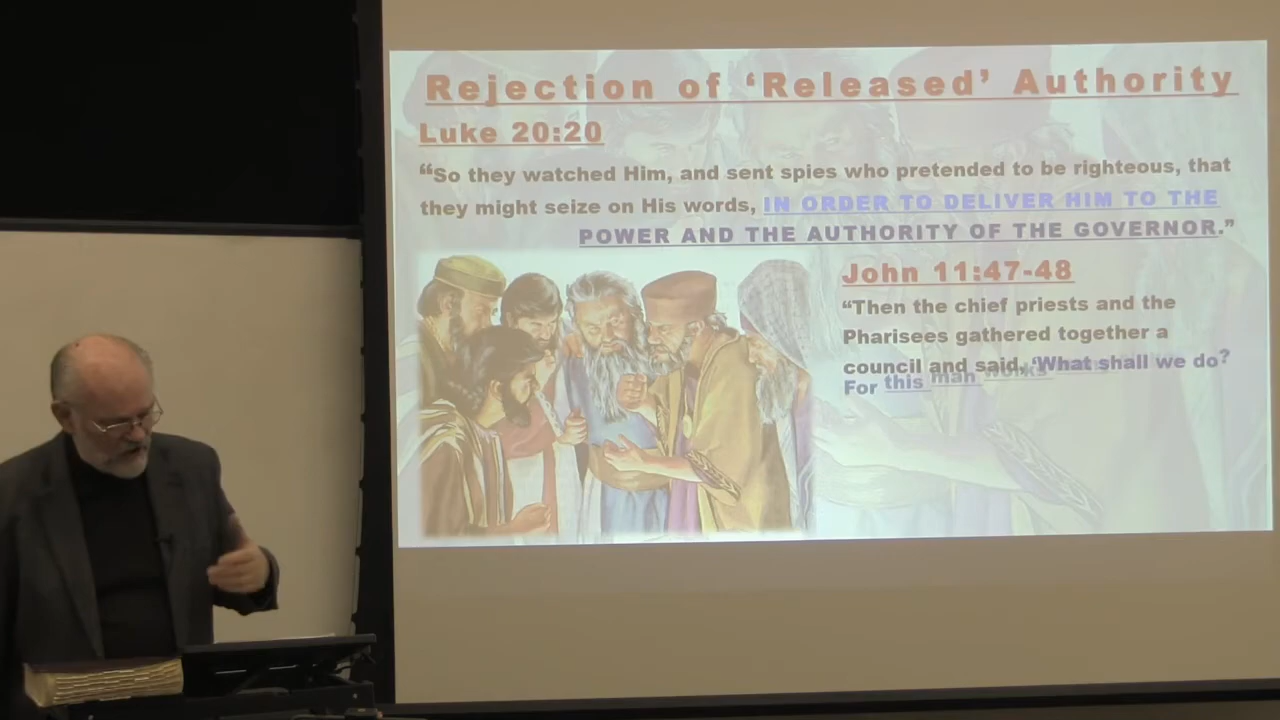 Rejection of ‘Released’ Authority
Luke 20:20
“So they watched Him, and sent spies who pretended to be righteous, that
they might seize on His words, IN ORDER TO DELIVER HIM TO THE
POWER AND THE AUTHORITY OF THE GOVERNOR.”
John 11:47-48
“Then the chief priests and the
Pharisees gathered together a
council and said, ‘What shall we do?
For this man works